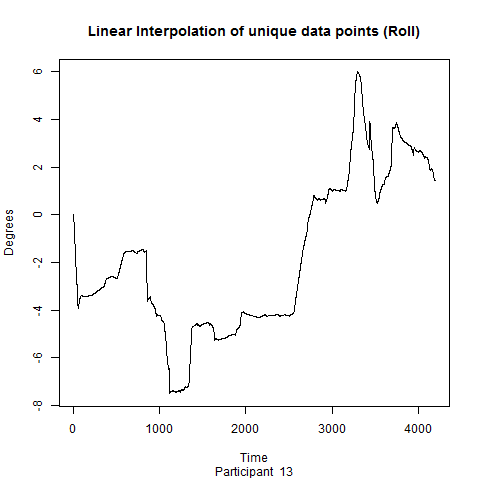 Linear Interpolation of unique data points (Roll)
Degrees
6
4
2
0
-2
-4
-6
-8
0 1000 2000 3000 4000
Time
Participant 13